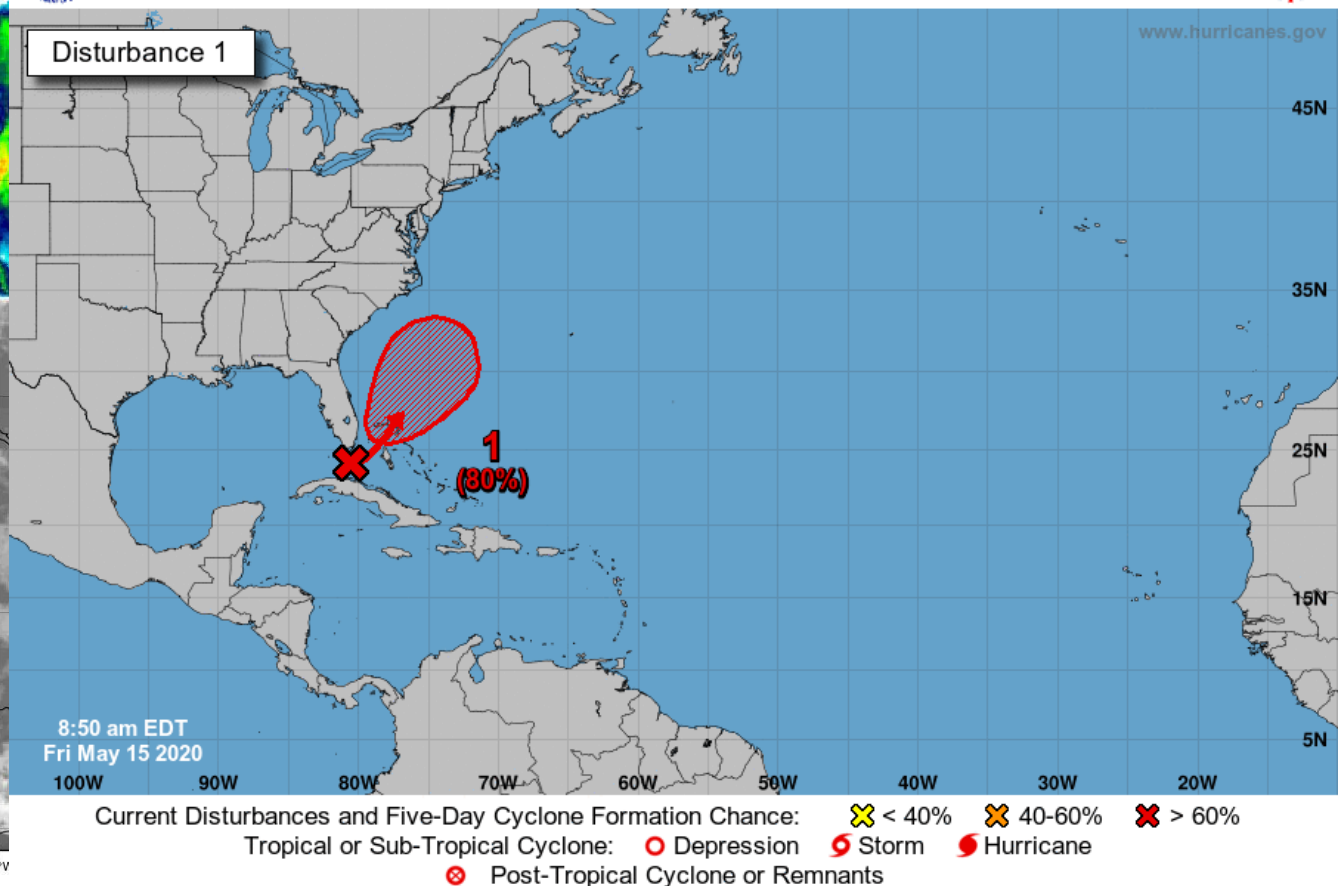 Disturbance 1
www.hurricanes.gov
45N
35N
1
(80%)
25N
15N
8:50 am EDT
Fri May 15 2020
5N
100W 90W 80W 70W 60W 50W 40W 30W 20W
Current Disturbances and Five-Day Cyclone Formation Chance: < 40% 40-60% > 60%
Tropical or Sub-Tropical Cyclone: Depression Storm Hurricane
Post-Tropical Cyclone or Remnants